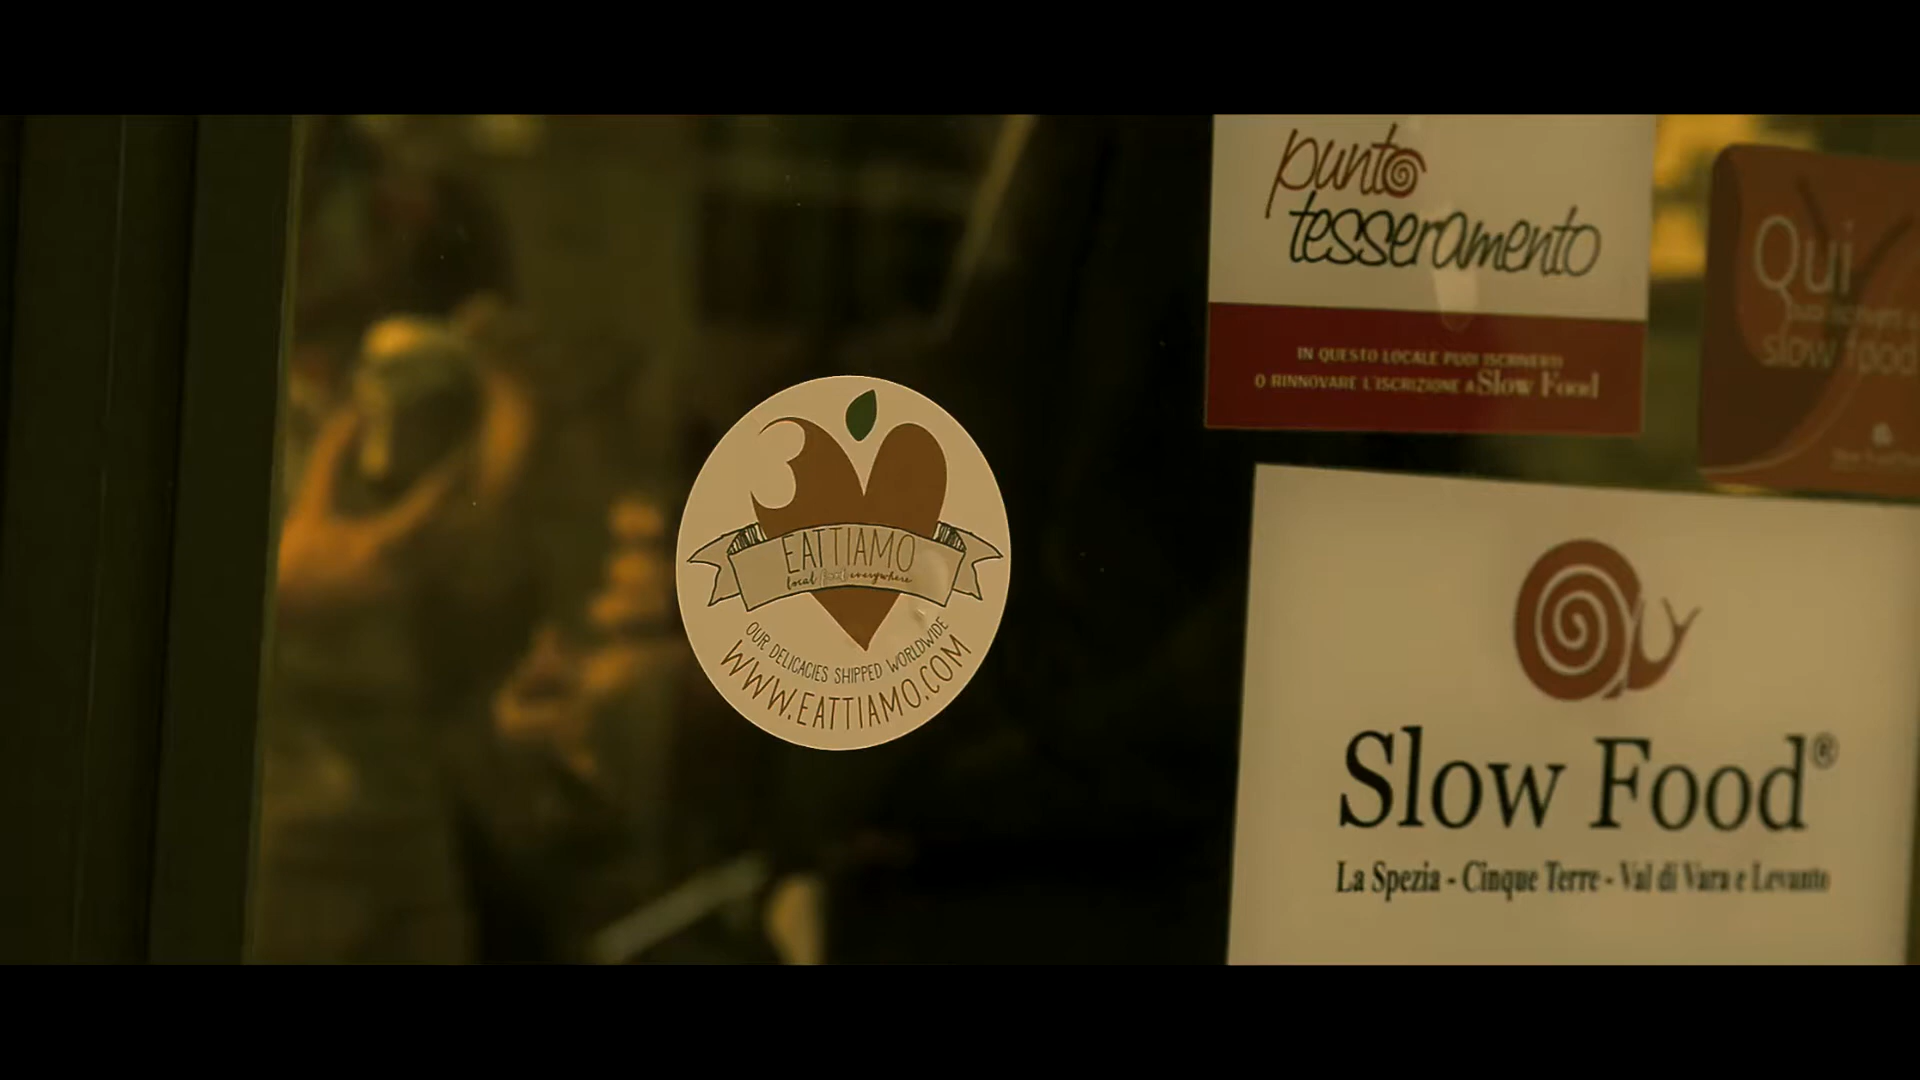 punto
tesseramento
IN QUESTO LOCALE PUOI ISCRIVERTI
O RINNOVARE L'ISCRIZIONE A Slow Food
Qui
slow food
EATTIAMO
local food everywhere
OUR DELICACIES SHIPPED WORLDWIDE
WWW.EATTIAMO.COM
Slow Food®
La Spezia - Cinque Terre - Val di Vara e Levante